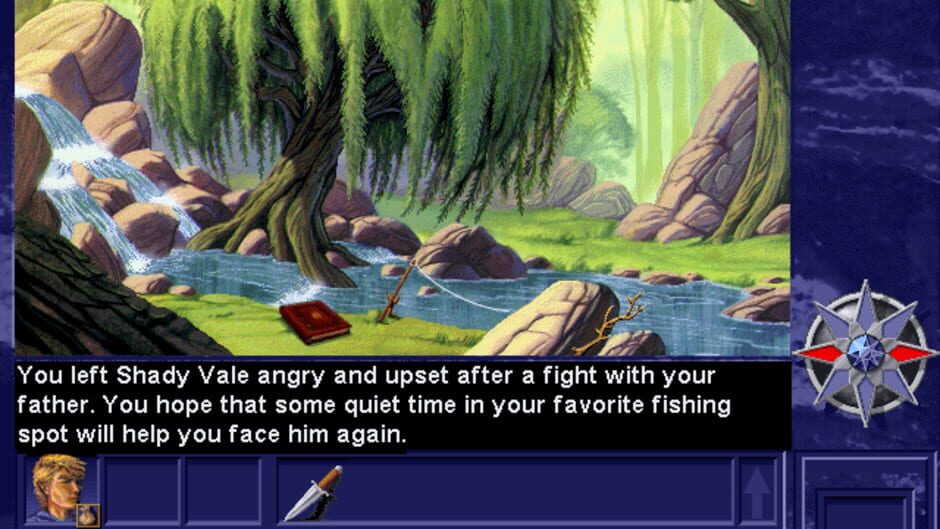 You left Shady Vale angry and upset after a fight with your
father. You hope that some quiet time in your favorite fishing
spot will help you face him again.